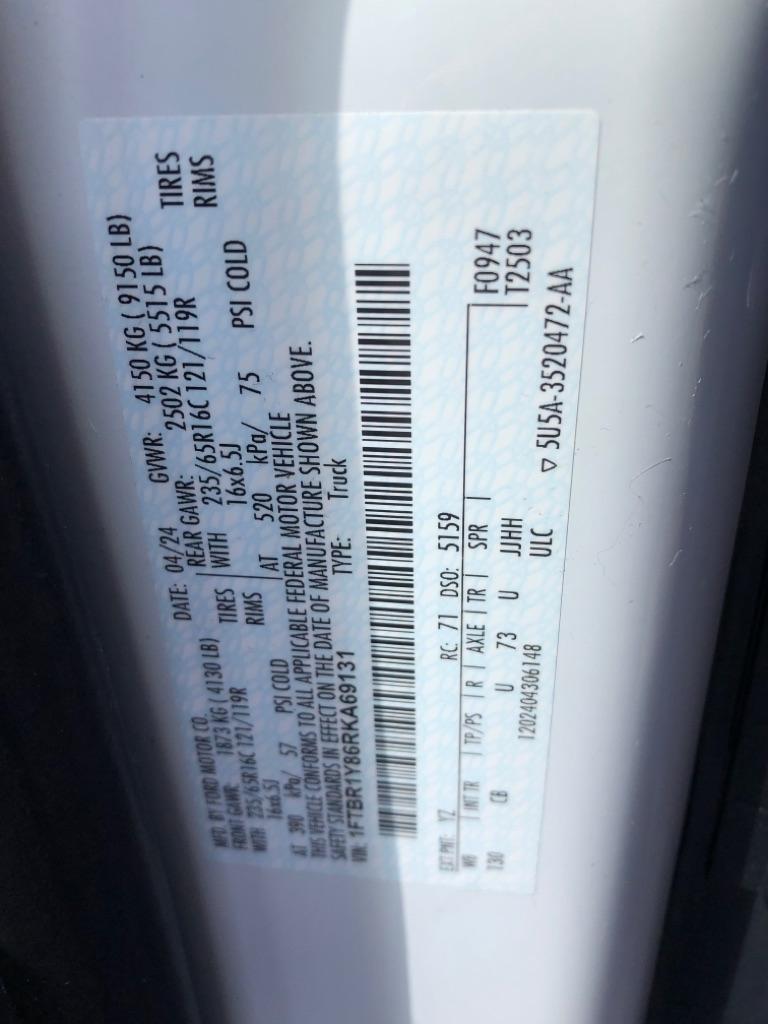 MFD. BY FORD MOTOR CO. DATE: 04/24 GVWR: 4150 KG ( 9150 LB)
FRONT GAWR: 1873 KG ( 4130 LB) REAR GAWR: 2502 KG ( 5515 LB)
WITH 235/65R16C 121/119R TIRES WITH 235/65R16C 121/119R TIRES
16x6.5J RIMS 16x6.5J RIMS
AT 390 kPa/ 57 PSI COLD AT 520 kPa/ 75 PSI COLD
THIS VEHICLE CONFORMS TO ALL APPLICABLE FEDERAL MOTOR VEHICLE
SAFETY STANDARDS IN EFFECT ON THE DATE OF MANUFACTURE SHOWN ABOVE.
VIN: 1FTBR1Y86RKA69131 TYPE: Truck
EXT PNT: YZ RC: 71 DSO: 5159
WB INT TR TP/PS R AXLE TR SPR F0947
130 CB U 73 U JJHH T2503
1202404306148 ULC ▽ 5U5A-3520472-AA